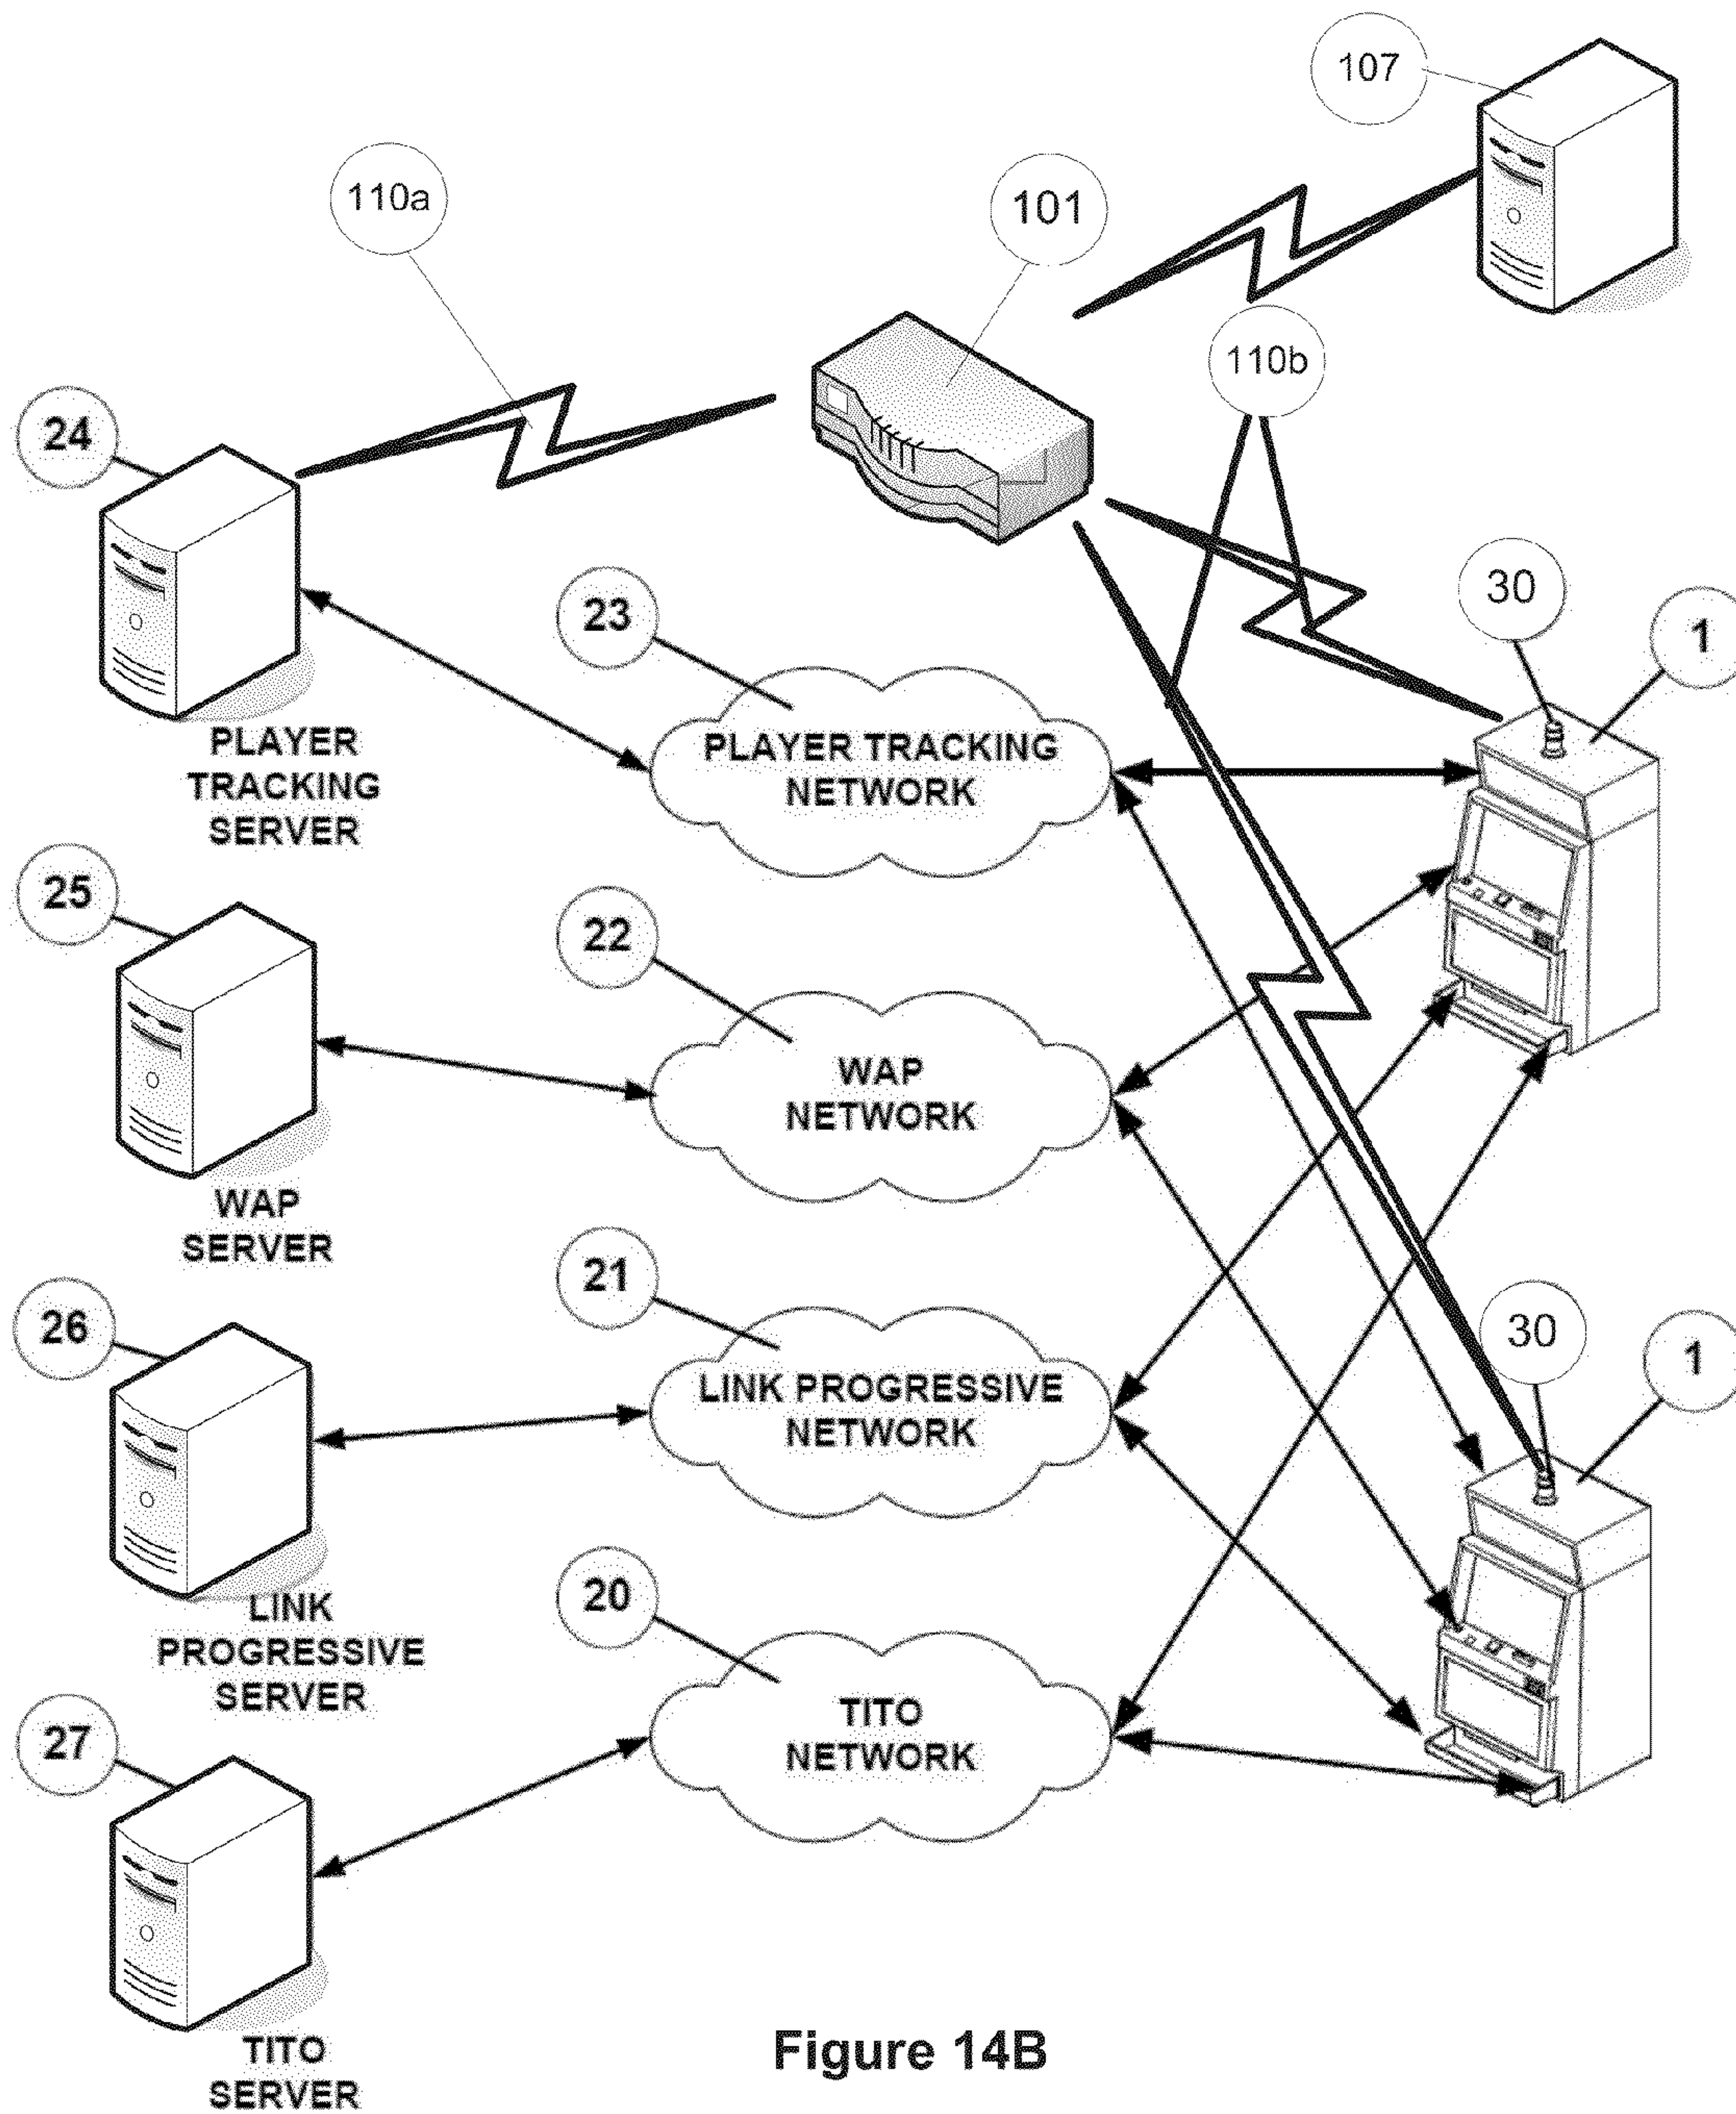 107
110a
101
110b
24
30
23
1
PLAYER
TRACKING
SERVER
PLAYER TRACKING
NETWORK
25
22
WAP
NETWORK
WAP
SERVER
21
26
30
1
LINK PROGRESSIVE
NETWORK
20
LINK
PROGRESSIVE
SERVER
27
TITO
NETWORK
TITO
SERVER
Figure 14B